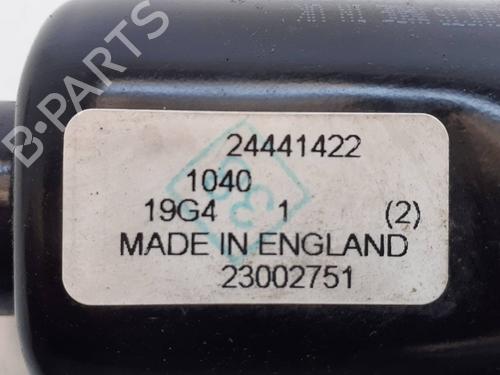 B-PARTS
24441422
1040
19G4 1 (2)
MADE IN ENGLAND
23002751